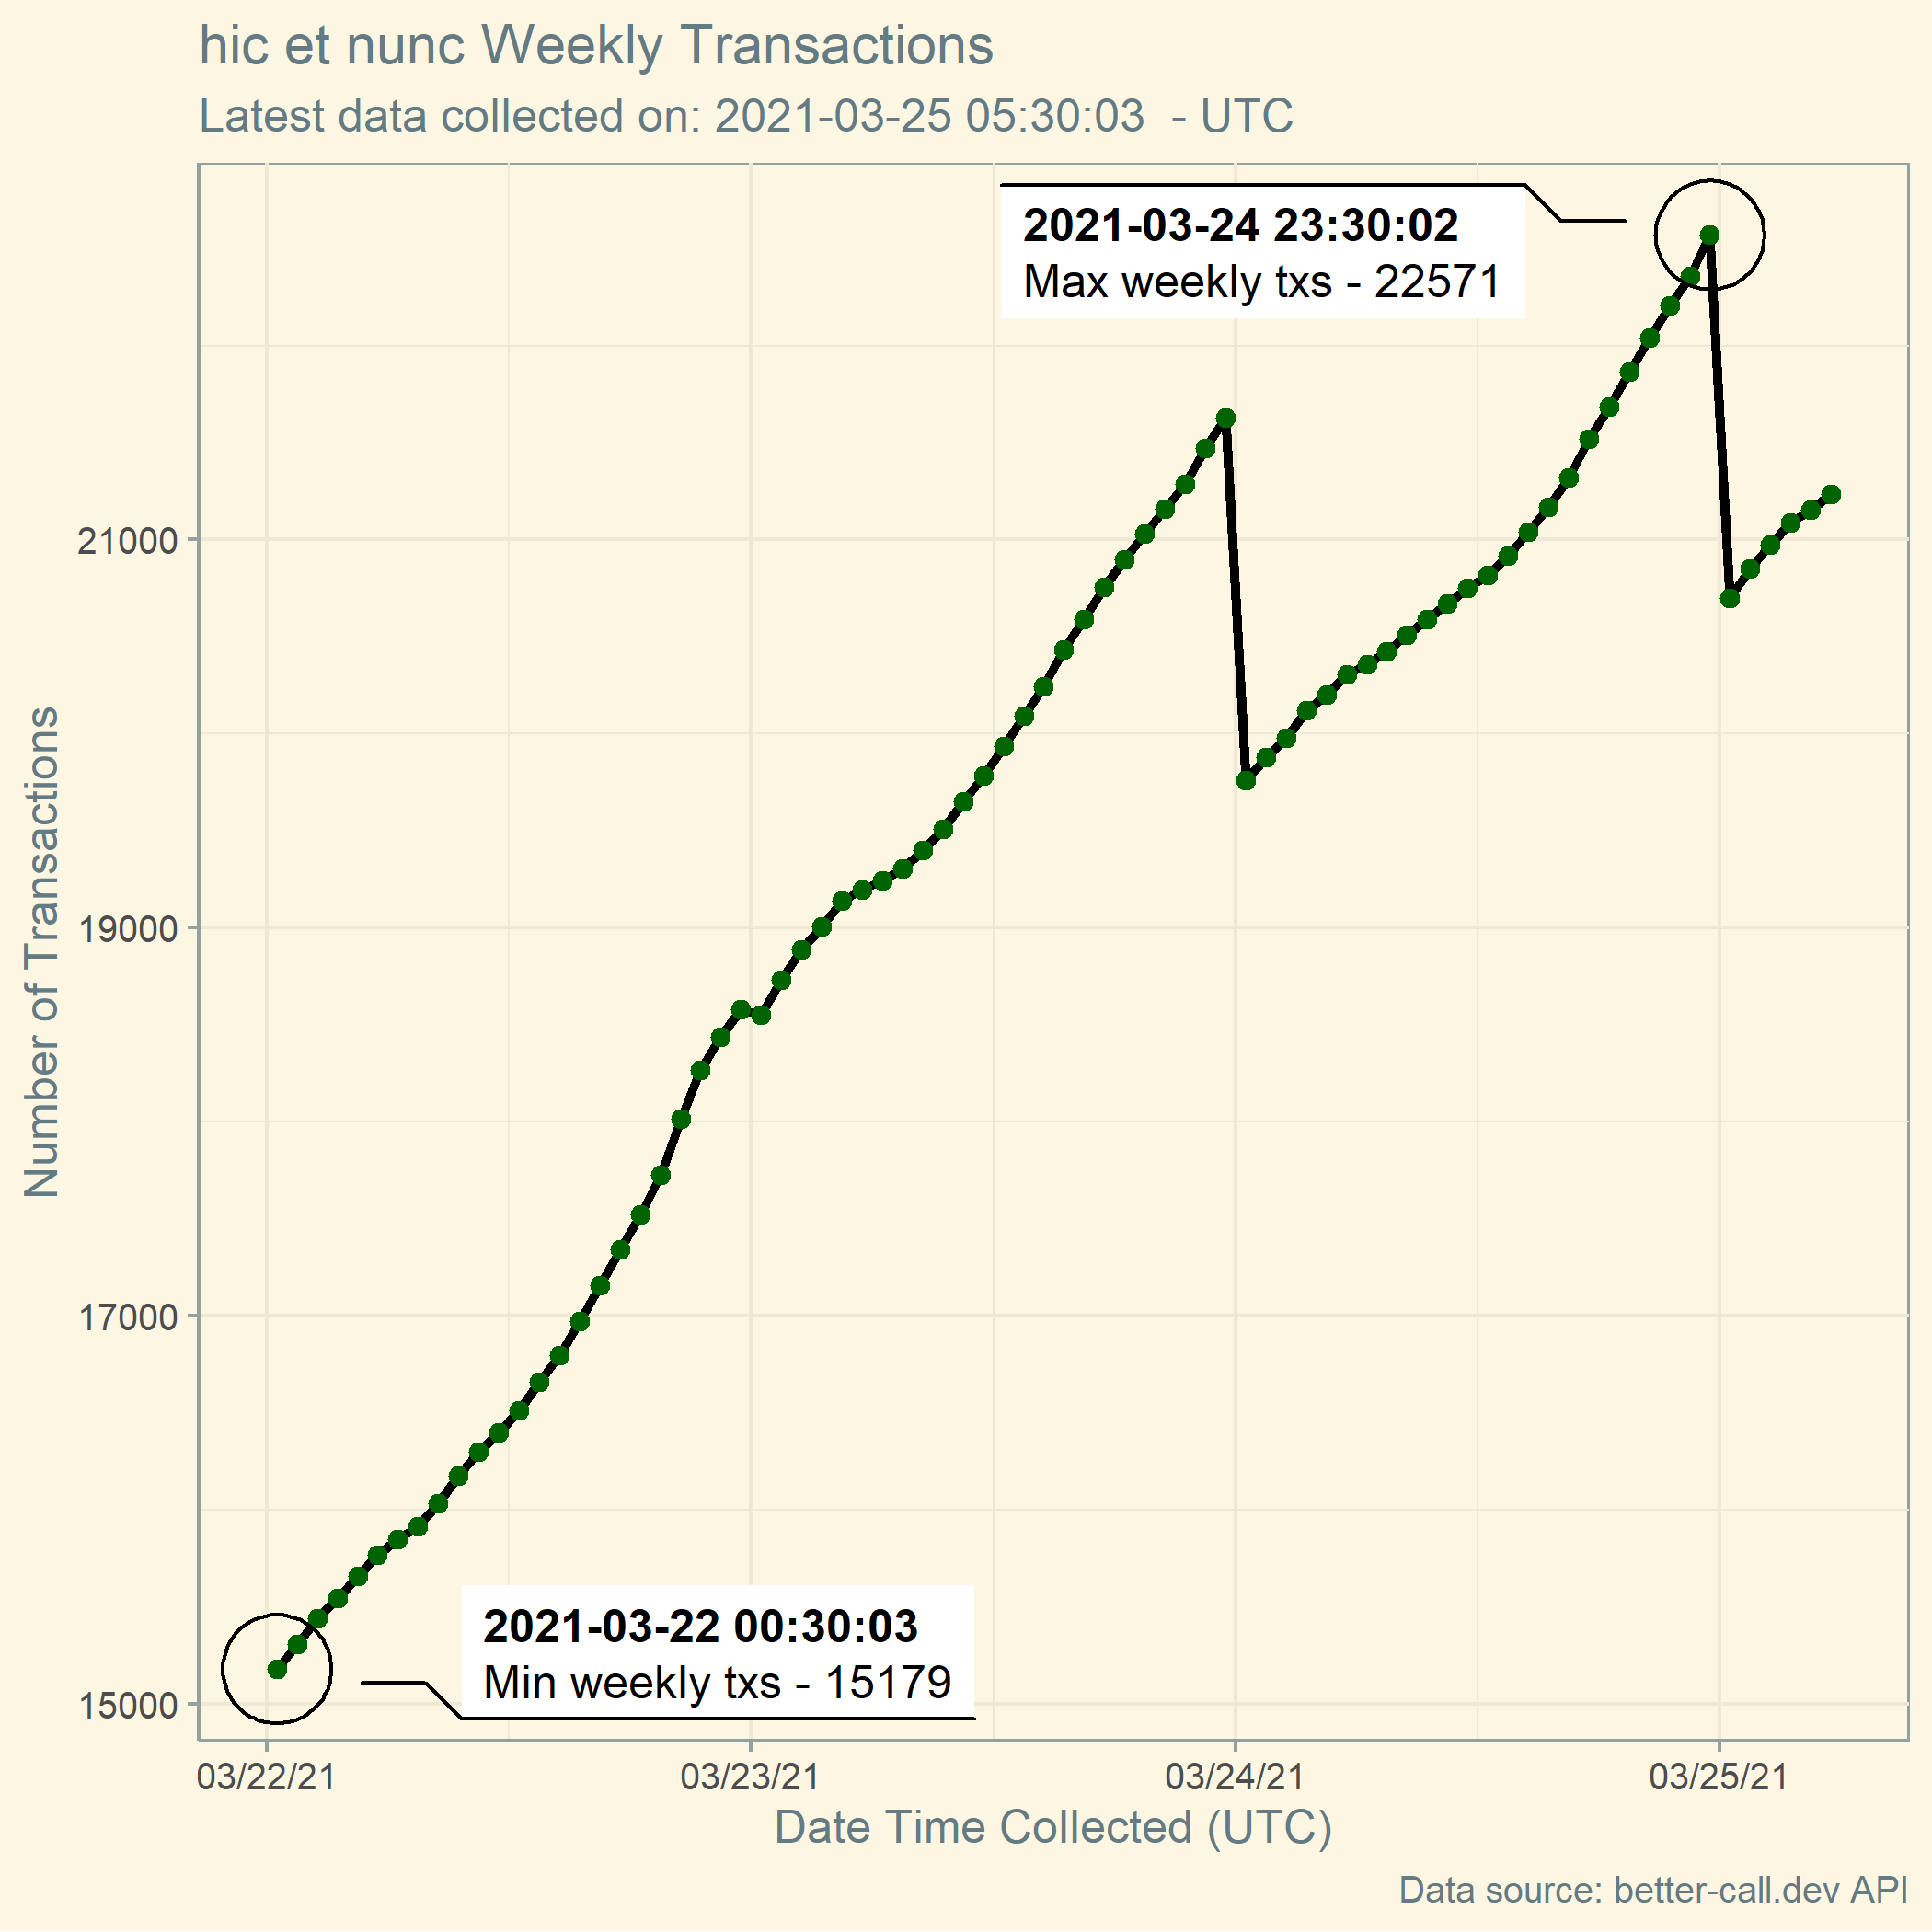 hic et nunc Weekly Transactions
Latest data collected on: 2021-03-25 05:30:03  - UTC
2021-03-24 23:30:02
Max weekly txs - 22571
21000
19000
17000
15000
Number of Transactions
2021-03-22 00:30:03
Min weekly txs - 15179
03/22/21 03/23/21 03/24/21 03/25/21
Date Time Collected (UTC)
Data source: better-call.dev API